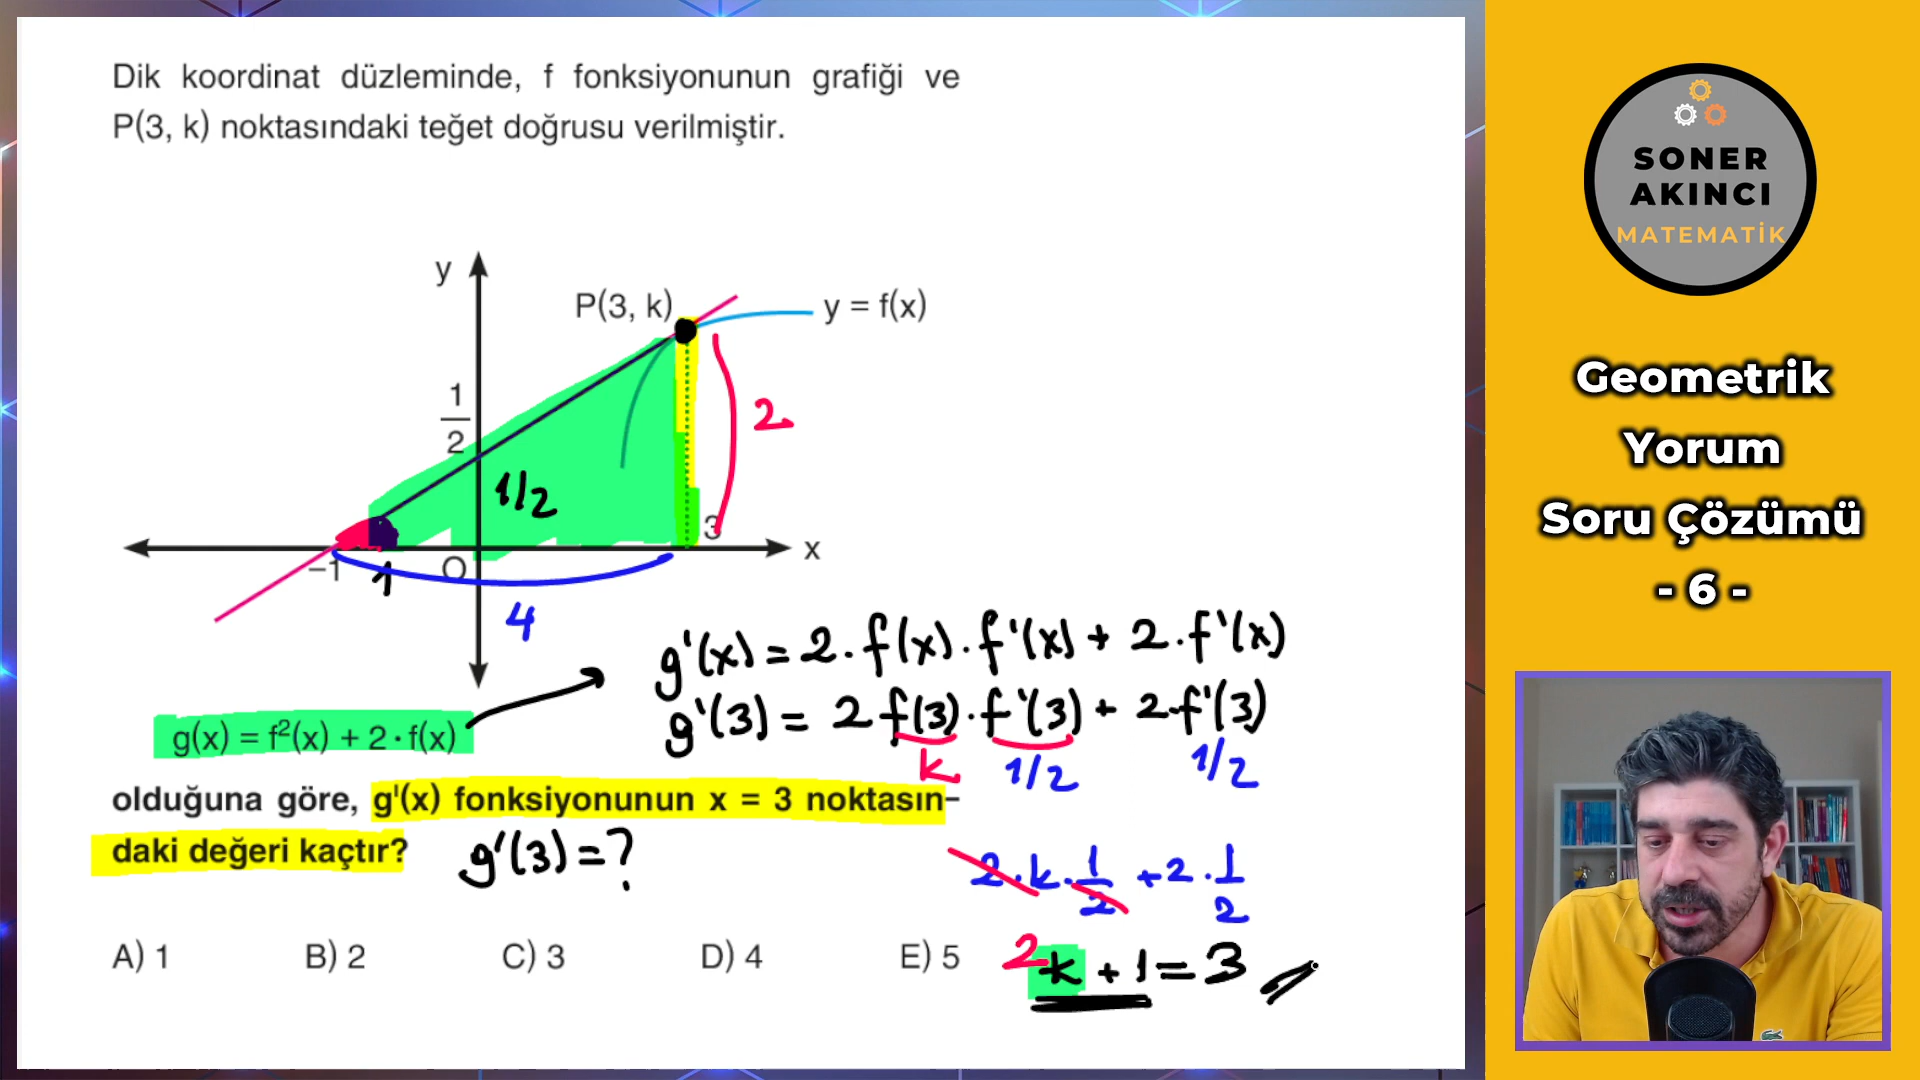 Dik koordinat düzleminde, f fonksiyonunun grafiği ve
P(3, k) noktasındaki teğet doğrusu verilmiştir.
y
P(3, k)
y = f(x)
1
2
1/2
2
3
x
-1
1
O
4
g'(x) = 2.f(x).f'(x) + 2.f'(x)
g'(3) = 2 f(3).f'(3) + 2.f'(3)
k 1/2 1/2
g(x) = f²(x) + 2 · f(x)
olduğuna göre, g'(x) fonksiyonunun x = 3 noktasın-
daki değeri kaçtır?
g'(3) = ?
2.k.1/2 + 2.1/2
2
k + 1 = 3
A) 1 B) 2 C) 3 D) 4 E) 5
SONER
AKINCI
MATEMATİK
Geometrik
Yorum
Soru Çözümü
- 6 -